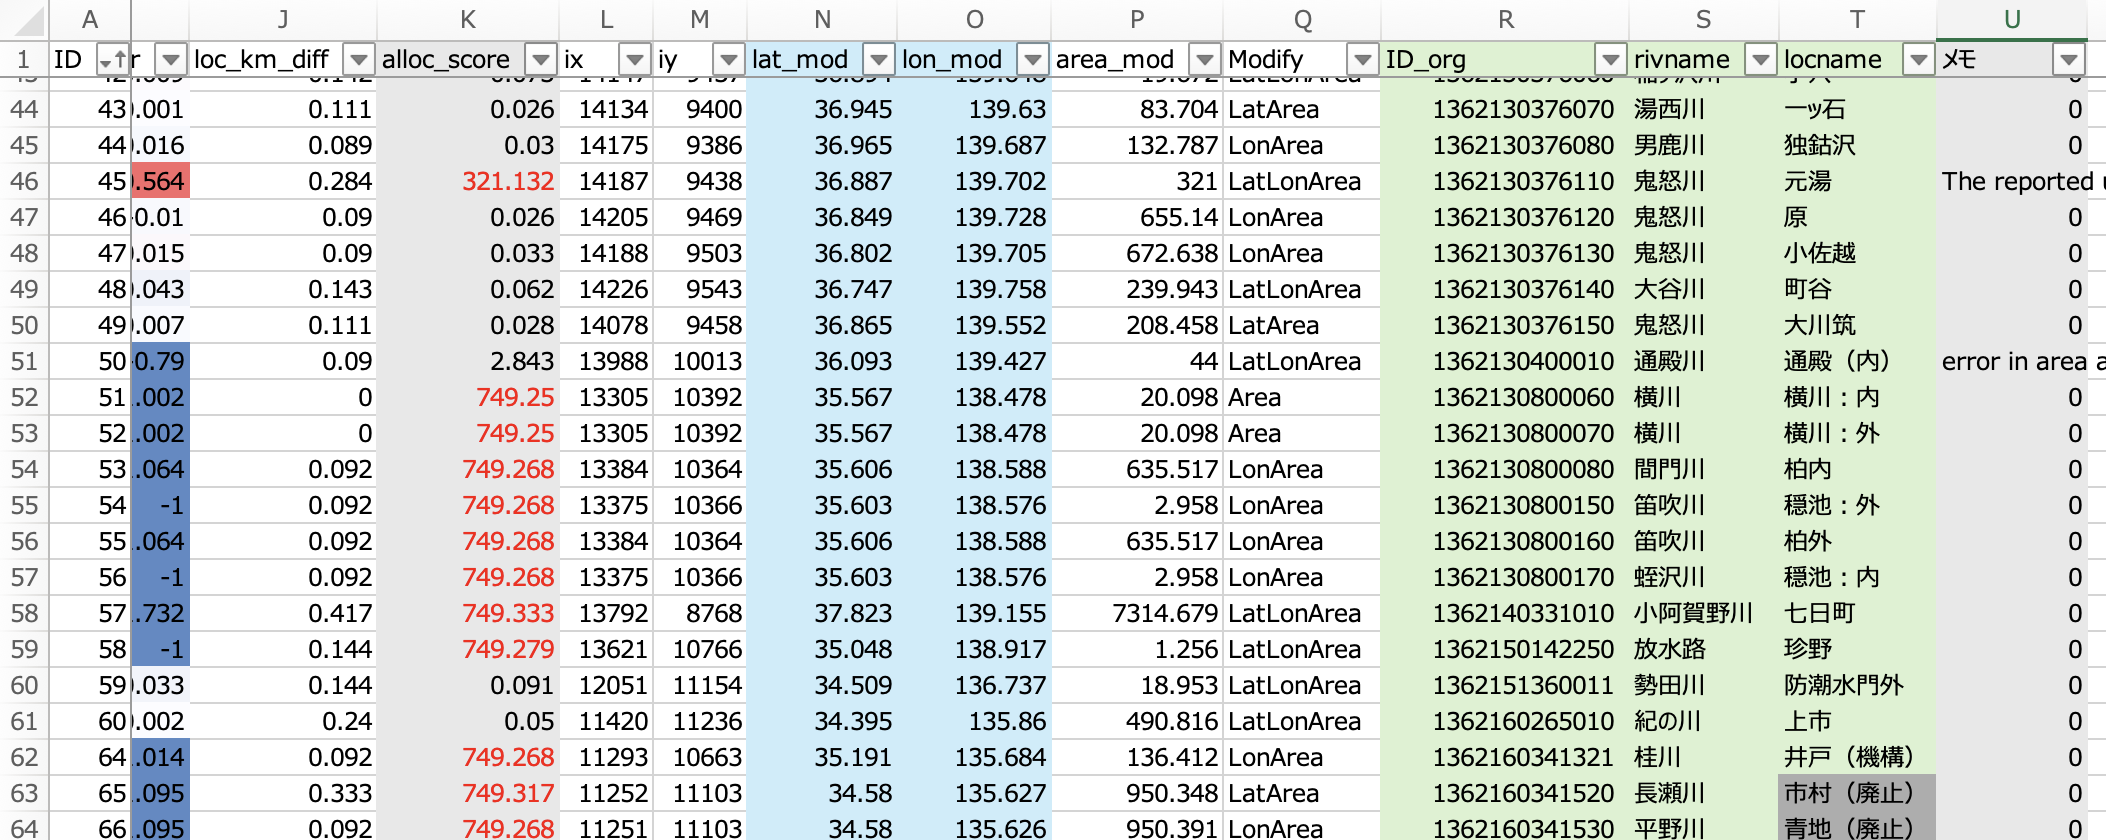 A J K L M N O P Q R S T U
1 ID r loc_km_diff alloc_score ix iy lat_mod lon_mod area_mod Modify ID_org rivname locname メモ
44 43 .001 0.111 0.026 14134 9400 36.945 139.63 83.704 LatArea 1362130376070 湯西川 一ッ石 0
45 44 .016 0.089 0.03 14175 9386 36.965 139.687 132.787 LonArea 1362130376080 男鹿川 独鈷沢 0
46 45 .564 0.284 321.132 14187 9438 36.887 139.702 321 LatLonArea 1362130376110 鬼怒川 元湯 The reported
47 46 -0.01 0.09 0.026 14205 9469 36.849 139.728 655.14 LonArea 1362130376120 鬼怒川 原 0
48 47 .015 0.09 0.033 14188 9503 36.802 139.705 672.638 LonArea 1362130376130 鬼怒川 小佐越 0
49 48 .043 0.143 0.062 14226 9543 36.747 139.758 239.943 LatLonArea 1362130376140 大谷川 町谷 0
50 49 .007 0.111 0.028 14078 9458 36.865 139.552 208.458 LatArea 1362130376150 鬼怒川 大川筑 0
51 50 0.79 0.09 2.843 13988 10013 36.093 139.427 44 LatLonArea 1362130400010 通殿川 通殿（内） error in area a
52 51 .002 0 749.25 13305 10392 35.567 138.478 20.098 Area 1362130800060 横川 横川：内 0
53 52 .002 0 749.25 13305 10392 35.567 138.478 20.098 Area 1362130800070 横川 横川：外 0
54 53 .064 0.092 749.268 13384 10364 35.606 138.588 635.517 LonArea 1362130800080 間門川 柏内 0
55 54 -1 0.092 749.268 13375 10366 35.603 138.576 2.958 LonArea 1362130800150 笛吹川 穏池：外 0
56 55 .064 0.092 749.268 13384 10364 35.606 138.588 635.517 LonArea 1362130800160 笛吹川 柏外 0
57 56 -1 0.092 749.268 13375 10366 35.603 138.576 2.958 LonArea 1362130800170 蛭沢川 穏池：内 0
58 57 .732 0.417 749.333 13792 8768 37.823 139.155 7314.679 LatLonArea 1362140331010 小阿賀野川 七日町 0
59 58 -1 0.144 749.279 13621 10766 35.048 138.917 1.256 LatLonArea 1362150142250 放水路 珍野 0
60 59 .033 0.144 0.091 12051 11154 34.509 136.737 18.953 LatLonArea 1362151360011 勢田川 防潮水門外 0
61 60 .002 0.24 0.05 11420 11236 34.395 135.86 490.816 LatLonArea 1362160265010 紀の川 上市 0
62 64 .014 0.092 749.268 11293 10663 35.191 135.684 136.412 LonArea 1362160341321 桂川 井戸（機構） 0
63 65 .095 0.333 749.317 11252 11103 34.58 135.627 950.348 LatArea 1362160341520 長瀬川 市村（廃止） 0
64 66 .095 0.092 749.268 11251 11103 34.58 135.626 950.391 LonArea 1362160341530 平野川 青地（廃止） 0